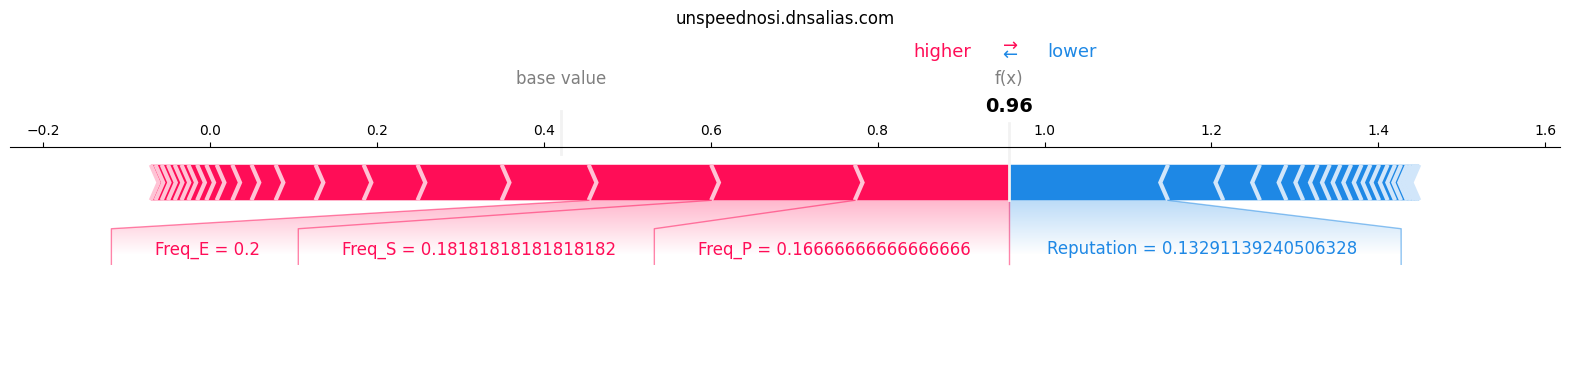 unspeednosi.dnsalias.com
higher ⇄ lower
base value f(x)
0.96
−0.2 0.0 0.2 0.4 0.6 0.8 1.0 1.2 1.4 1.6
Freq_E = 0.2 Freq_S = 0.18181818181818182 Freq_P = 0.16666666666666666 Reputation = 0.13291139240506328